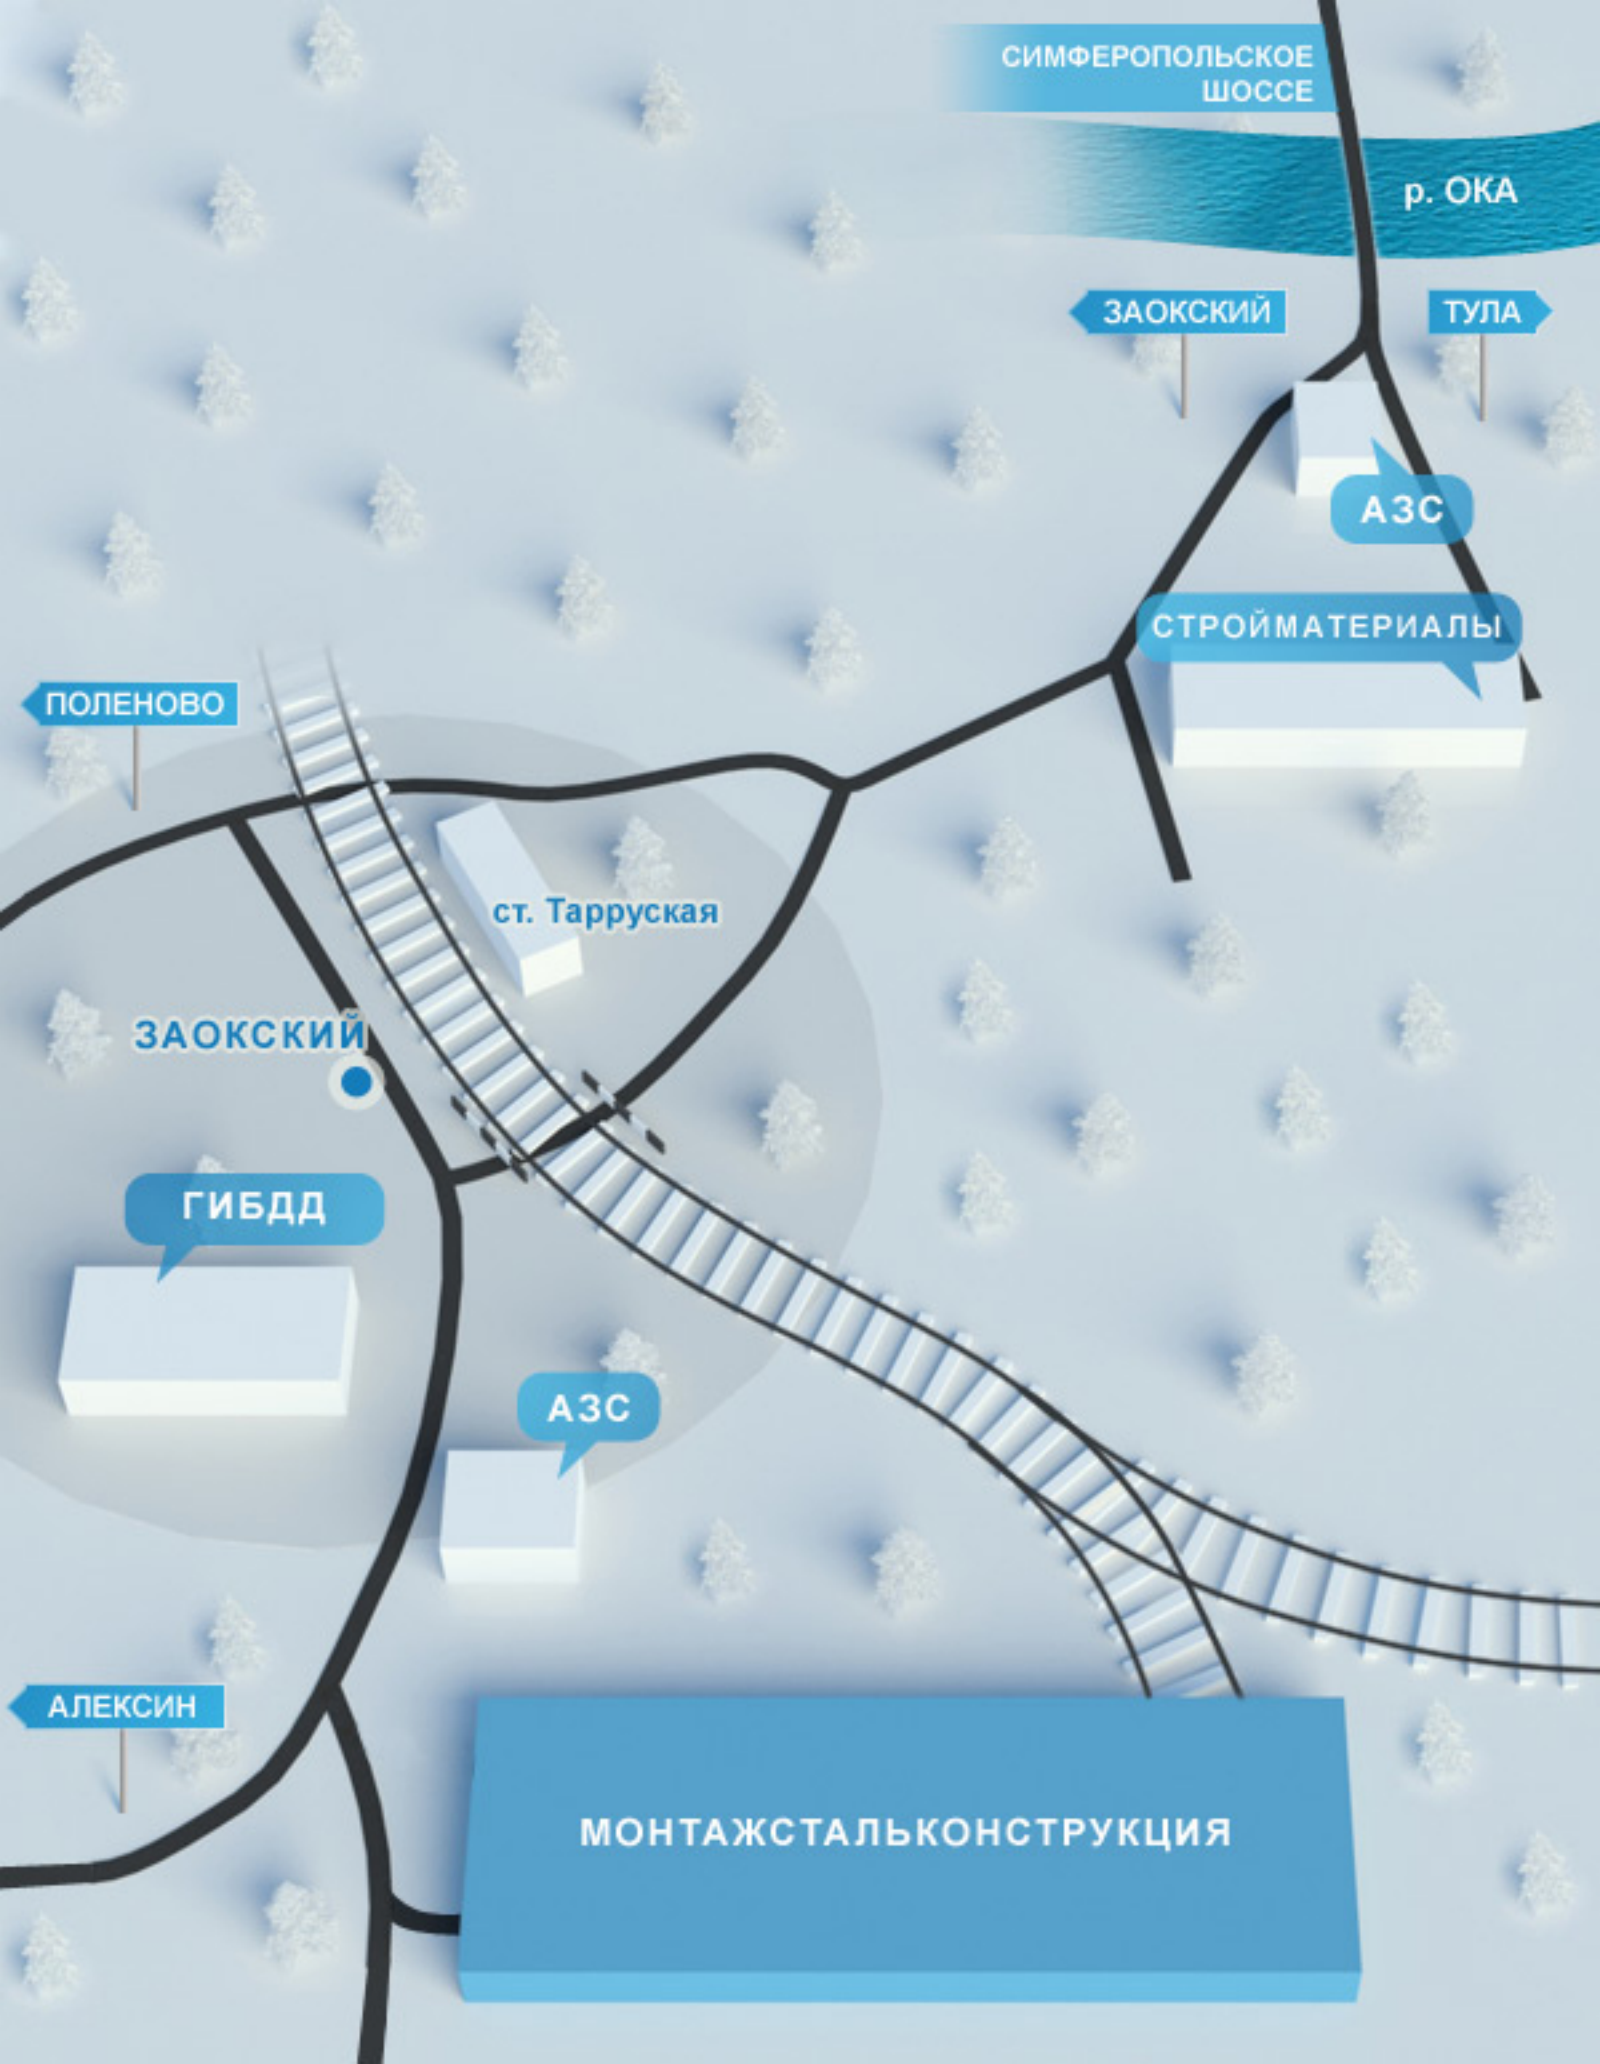 СИМФЕРОПОЛЬСКОЕ
ШОССЕ
р. ОКА
ЗАОКСКИЙ
ТУЛА
АЗС
СТРОЙМАТЕРИАЛЫ
ПОЛЕНОВО
ст. Тарруская
ЗАОКСКИЙ
ГИБДД
АЗС
АЛЕКСИН
МОНТАЖСТАЛЬКОНСТРУКЦИЯ